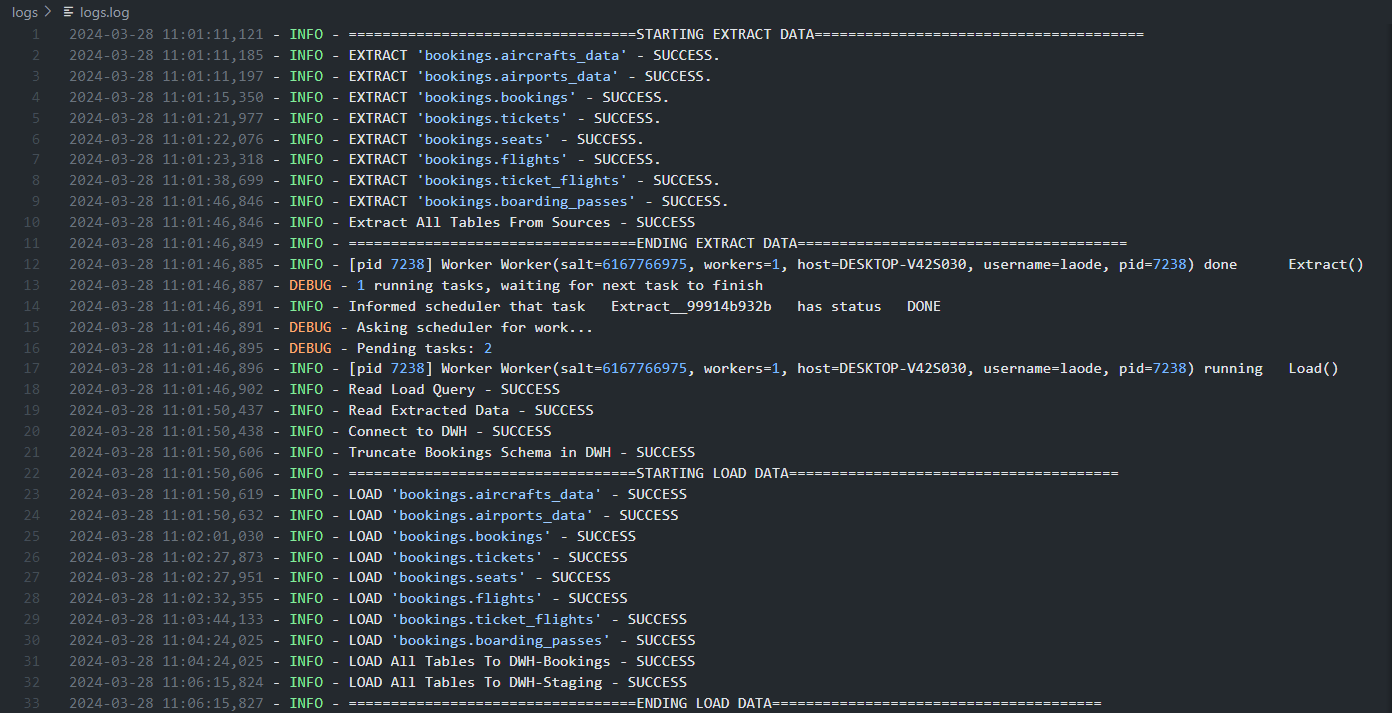 logs > logs.log
1 2024-03-28 11:01:11,121 - INFO - ==================================STARTING EXTRACT DATA=======================================
2 2024-03-28 11:01:11,185 - INFO - EXTRACT 'bookings.aircrafts_data' - SUCCESS.
3 2024-03-28 11:01:11,197 - INFO - EXTRACT 'bookings.airports_data' - SUCCESS.
4 2024-03-28 11:01:15,350 - INFO - EXTRACT 'bookings.bookings' - SUCCESS.
5 2024-03-28 11:01:21,977 - INFO - EXTRACT 'bookings.tickets' - SUCCESS.
6 2024-03-28 11:01:22,076 - INFO - EXTRACT 'bookings.seats' - SUCCESS.
7 2024-03-28 11:01:23,318 - INFO - EXTRACT 'bookings.flights' - SUCCESS.
8 2024-03-28 11:01:38,699 - INFO - EXTRACT 'bookings.ticket_flights' - SUCCESS.
9 2024-03-28 11:01:46,846 - INFO - EXTRACT 'bookings.boarding_passes' - SUCCESS.
10 2024-03-28 11:01:46,846 - INFO - Extract All Tables From Sources - SUCCESS
11 2024-03-28 11:01:46,849 - INFO - ==================================ENDING EXTRACT DATA=======================================
12 2024-03-28 11:01:46,885 - INFO - [pid 7238] Worker Worker(salt=6167766975, workers=1, host=DESKTOP-V42S030, username=laode, pid=7238) done      Extract()
13 2024-03-28 11:01:46,887 - DEBUG - 1 running tasks, waiting for next task to finish
14 2024-03-28 11:01:46,891 - INFO - Informed scheduler that task   Extract__99914b932b   has status   DONE
15 2024-03-28 11:01:46,891 - DEBUG - Asking scheduler for work...
16 2024-03-28 11:01:46,895 - DEBUG - Pending tasks: 2
17 2024-03-28 11:01:46,896 - INFO - [pid 7238] Worker Worker(salt=6167766975, workers=1, host=DESKTOP-V42S030, username=laode, pid=7238) running   Load()
18 2024-03-28 11:01:46,902 - INFO - Read Load Query - SUCCESS
19 2024-03-28 11:01:50,437 - INFO - Read Extracted Data - SUCCESS
20 2024-03-28 11:01:50,438 - INFO - Connect to DWH - SUCCESS
21 2024-03-28 11:01:50,606 - INFO - Truncate Bookings Schema in DWH - SUCCESS
22 2024-03-28 11:01:50,606 - INFO - ==================================STARTING LOAD DATA=======================================
23 2024-03-28 11:01:50,619 - INFO - LOAD 'bookings.aircrafts_data' - SUCCESS
24 2024-03-28 11:01:50,632 - INFO - LOAD 'bookings.airports_data' - SUCCESS
25 2024-03-28 11:02:01,030 - INFO - LOAD 'bookings.bookings' - SUCCESS
26 2024-03-28 11:02:27,873 - INFO - LOAD 'bookings.tickets' - SUCCESS
27 2024-03-28 11:02:27,951 - INFO - LOAD 'bookings.seats' - SUCCESS
28 2024-03-28 11:02:32,355 - INFO - LOAD 'bookings.flights' - SUCCESS
29 2024-03-28 11:03:44,133 - INFO - LOAD 'bookings.ticket_flights' - SUCCESS
30 2024-03-28 11:04:24,025 - INFO - LOAD 'bookings.boarding_passes' - SUCCESS
31 2024-03-28 11:04:24,025 - INFO - LOAD All Tables To DWH-Bookings - SUCCESS
32 2024-03-28 11:06:15,824 - INFO - LOAD All Tables To DWH-Staging - SUCCESS
33 2024-03-28 11:06:15,827 - INFO - ==================================ENDING LOAD DATA=======================================